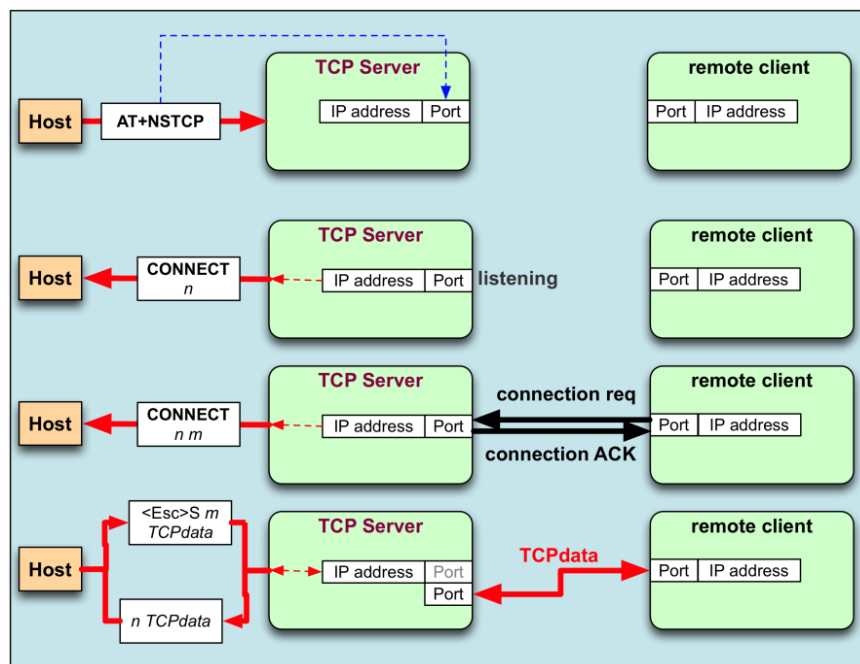 TCP Server
remote client
Host
AT+NSTCP
IP address
Port
Port
IP address
TCP Server
remote client
Host
CONNECT
n
IP address
Port
listening
Port
IP address
TCP Server
remote client
connection req
Host
CONNECT
n m
IP address
Port
Port
IP address
connection ACK
<Esc>S m
TCPdata
TCP Server
remote client
TCPdata
Host
IP address
Port
Port
IP address
Port
n TCPdata